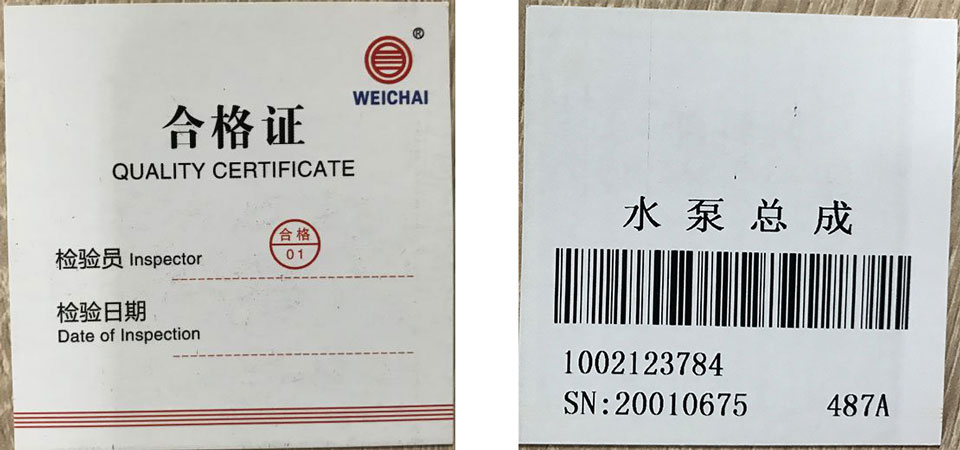 ®
WEICHAI
合格证
QUALITY CERTIFICATE
检验员 Inspector
合格
01
检验日期
Date of Inspection
水泵总成
1002123784
SN:20010675 487A